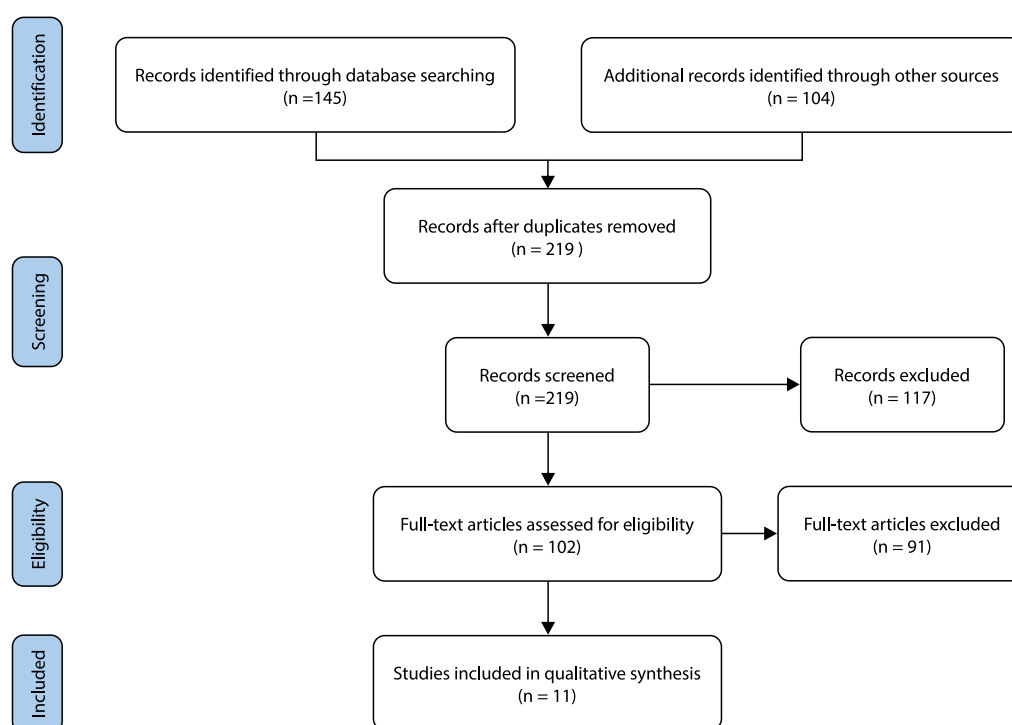 Identification
Records identified through database searching
(n =145)
Additional records identified through other sources
(n = 104)
Records after duplicates removed
(n = 219 )
Screening
Records screened
(n =219)
Records excluded
(n = 117)
Eligibility
Full-text articles assessed for eligibility
(n = 102)
Full-text articles excluded
(n = 91)
Included
Studies included in qualitative synthesis
(n = 11)